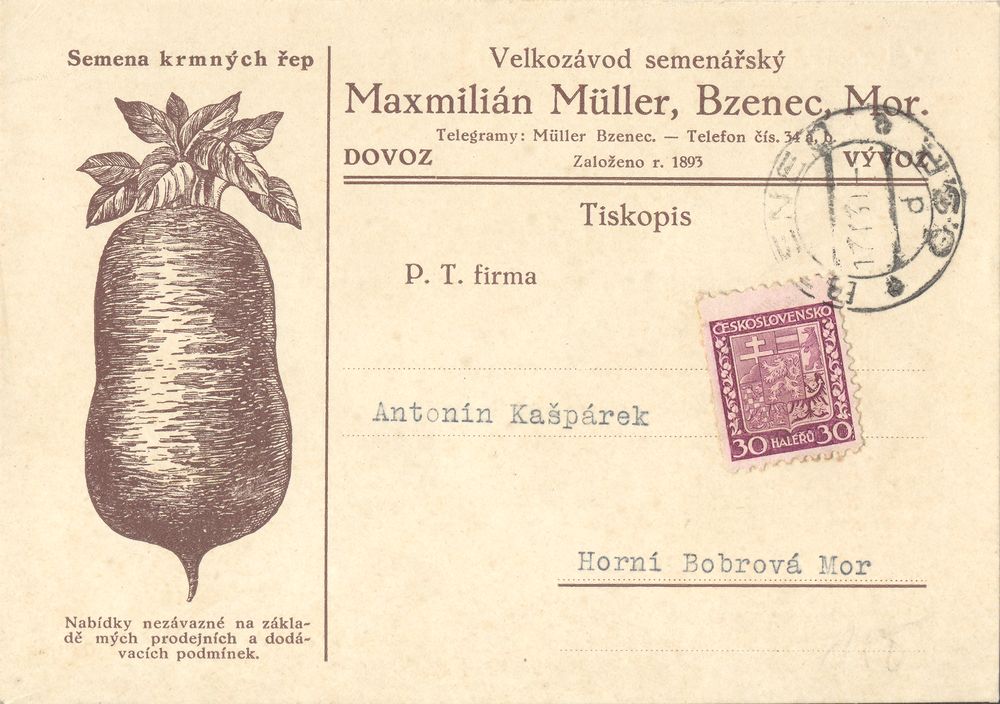 Semena krmných řep
Nabídky nezávazné na zákla-
dě mých prodejních a dodá-
vacích podmínek.
Velkozávod semenářský
Maxmilián Müller, Bzenec, Mor.
Telegramy: Müller Bzenec. — Telefon čís. 34 a, b.
DOVOZ
Založeno r. 1893
VÝVOZ
Tiskopis
P. T. firma
ČESKOSLOVENSKO
30 HALÉŘŮ 30
Antonín Kašpárek
Horní Bobrová Mor
BZENEC
ČSR